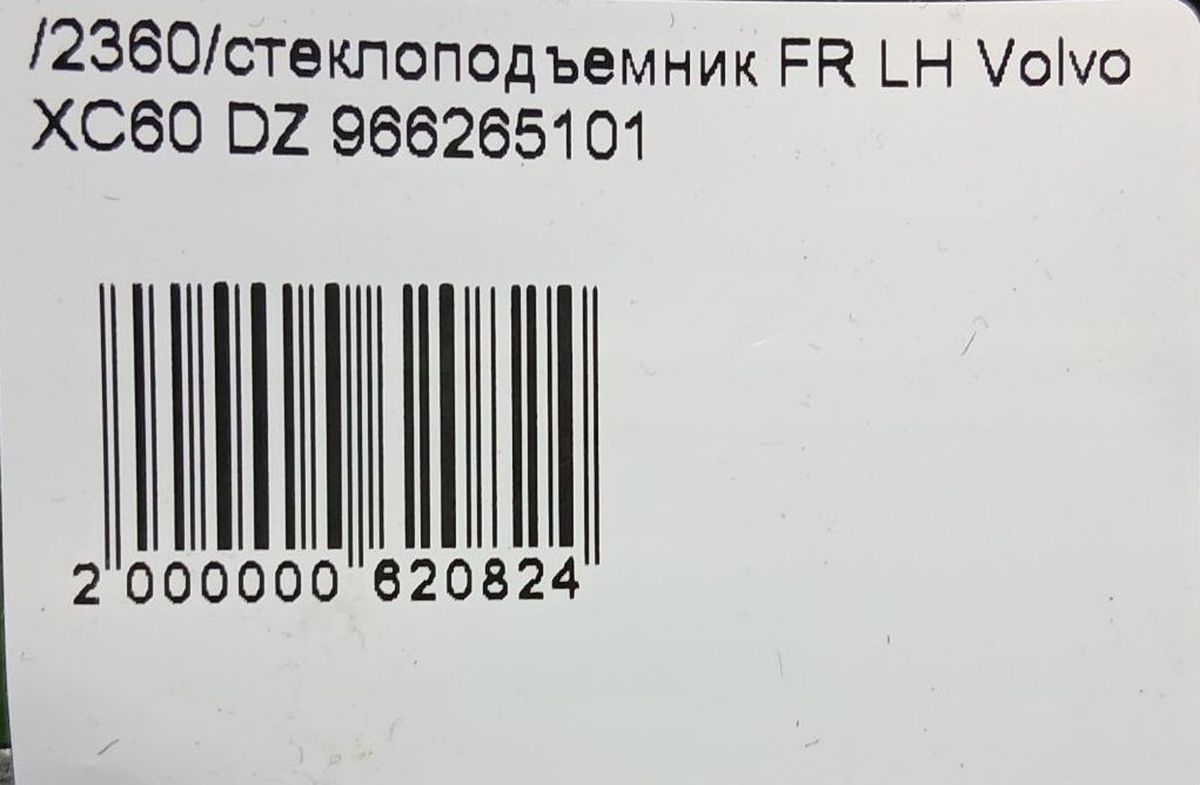 /2360/стеклоподъемник FR LH Volvo
XC60 DZ 966265101
2 000000 620824